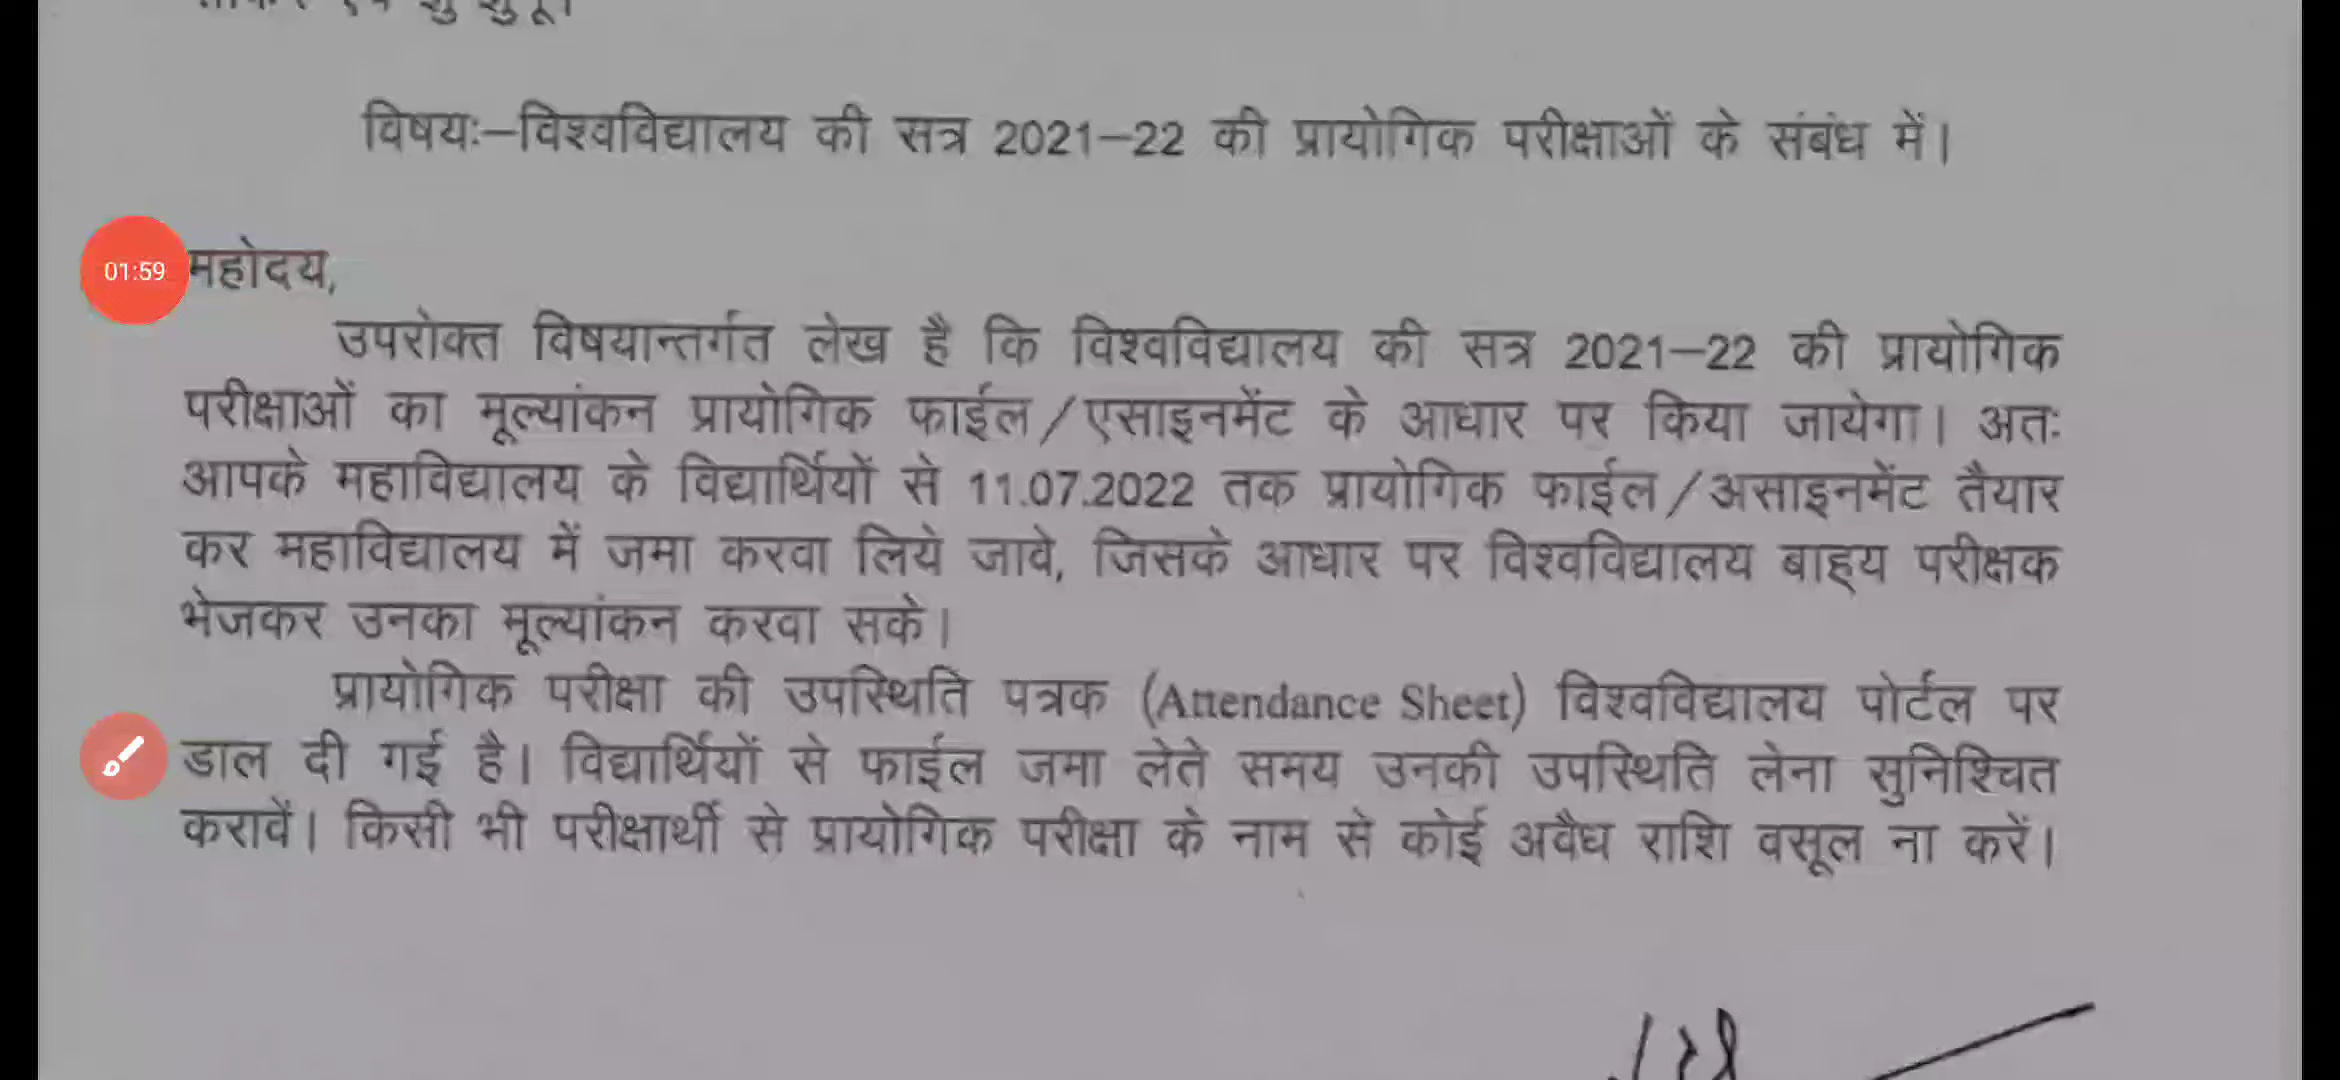 विषयः–विश्वविद्यालय की सत्र 2021–22 की प्रायोगिक परीक्षाओं के संबंध में।
01:59
महोदय,
उपरोक्त विषयान्तर्गत लेख है कि विश्वविद्यालय की सत्र 2021–22 की प्रायोगिक
परीक्षाओं का मूल्यांकन प्रायोगिक फाईल/एसाइनमेंट के आधार पर किया जायेगा। अतः
आपके महाविद्यालय के विद्यार्थियों से 11.07.2022 तक प्रायोगिक फाईल/असाइनमेंट तैयार
कर महाविद्यालय में जमा करवा लिये जावे, जिसके आधार पर विश्वविद्यालय बाह्य परीक्षक
भेजकर उनका मूल्यांकन करवा सके।
प्रायोगिक परीक्षा की उपस्थिति पत्रक (Attendance Sheet) विश्वविद्यालय पोर्टल पर
डाल दी गई है। विद्यार्थियों से फाईल जमा लेते समय उनकी उपस्थिति लेना सुनिश्चित
करावें। किसी भी परीक्षार्थी से प्रायोगिक परीक्षा के नाम से कोई अवैध राशि वसूल ना करें।